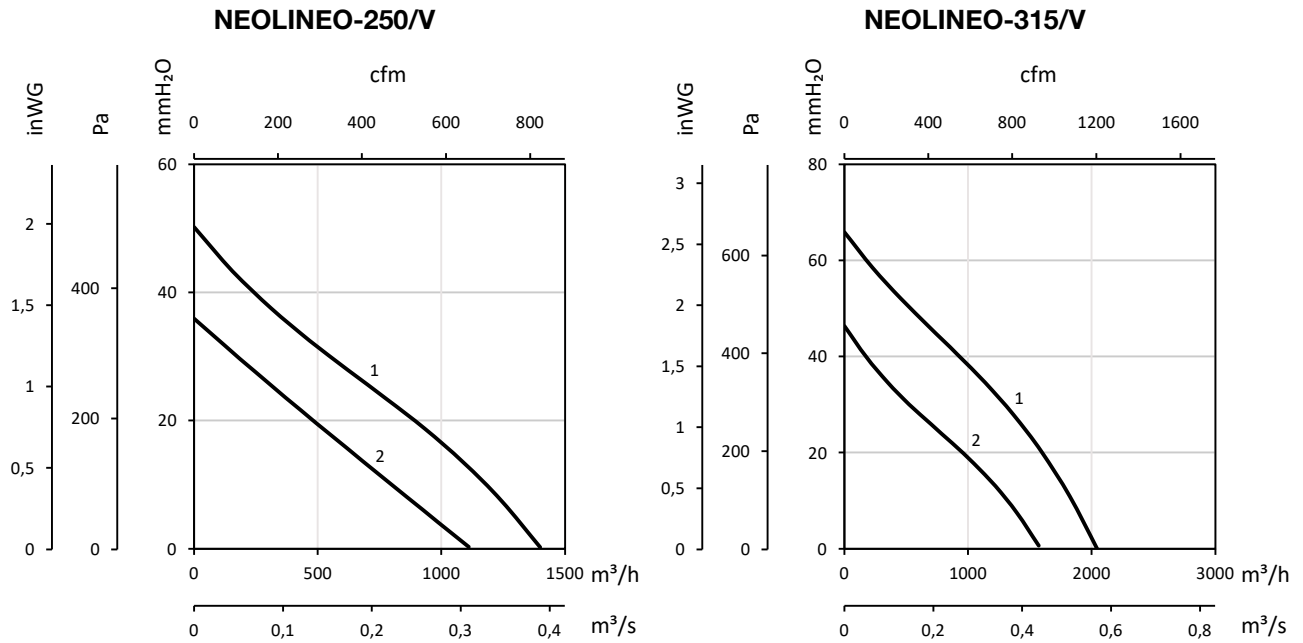 NEOLINEO-250/V
inWG
Pa
mmH₂O
cfm
0 200 400 600 800
60
40
20
0
2
1,5
1
0,5
0
400
200
0
1
2
0 500 1000 1500 m³/h
0 0,1 0,2 0,3 0,4 m³/s
NEOLINEO-315/V
inWG
Pa
mmH₂O
cfm
0 400 800 1200 1600
80
60
40
20
0
3
2,5
2
1,5
1
0,5
0
600
400
200
0
1
2
0 1000 2000 3000 m³/h
0 0,2 0,4 0,6 0,8 m³/s